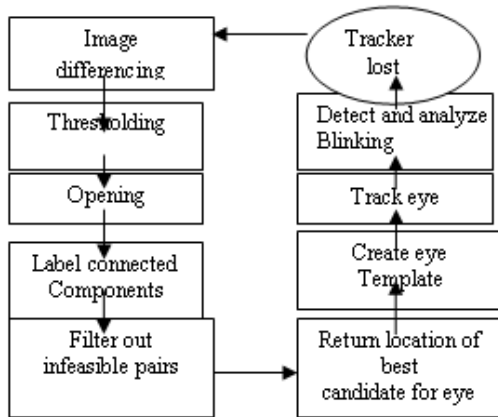 Image
differencing
Thresholding
Opening
Label connected
Components
Filter out
infeasible pairs
Return location of
best
candidate for eye
Create eye
Template
Track eye
Detect and analyze
Blinking
Tracker
lost